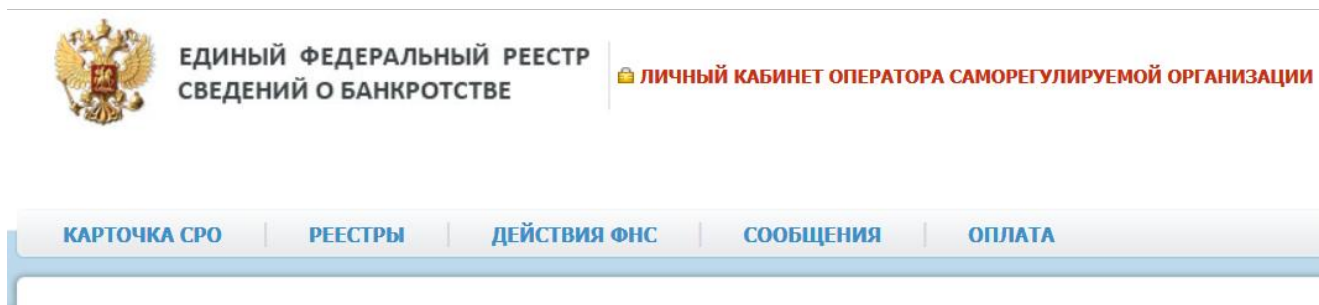 ЕДИНЫЙ ФЕДЕРАЛЬНЫЙ РЕЕСТР
СВЕДЕНИЙ О БАНКРОТСТВЕ
ЛИЧНЫЙ КАБИНЕТ ОПЕРАТОРА САМОРЕГУЛИРУЕМОЙ ОРГАНИЗАЦИИ
КАРТОЧКА СРО РЕЕСТРЫ ДЕЙСТВИЯ ФНС СООБЩЕНИЯ ОПЛАТА